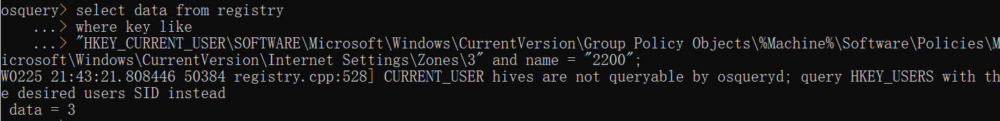 osquery> select data from registry
...> where key like
...> "HKEY_CURRENT_USER\SOFTWARE\Microsoft\Windows\CurrentVersion\Group Policy Objects\%Machine%\Software\Policies\M
icrosoft\Windows\CurrentVersion\Internet Settings\Zones\3" and name = "2200";
W0225 21:43:21.808446 50384 registry.cpp:528] CURRENT_USER hives are not queryable by osqueryd; query HKEY_USERS with th
e desired users SID instead
data = 3